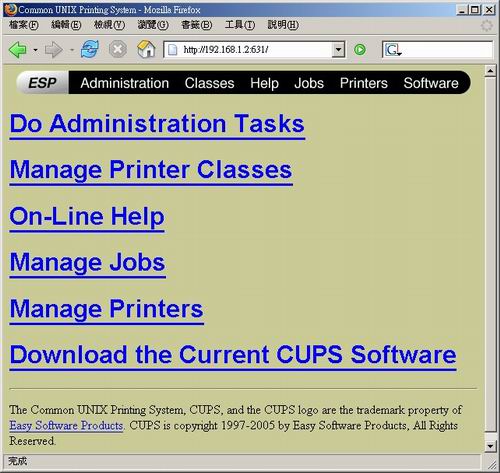 Common UNIX Printing System - Mozilla Firefox
檔案(F) 編輯(E) 檢視(V) 瀏覽(G) 書籤(B) 工具(T) 說明(H)
http://192.168.1.2:631/
ESP Administration Classes Help Jobs Printers Software
Do Administration Tasks
Manage Printer Classes
On-Line Help
Manage Jobs
Manage Printers
Download the Current CUPS Software
The Common UNIX Printing System, CUPS, and the CUPS logo are the trademark property of
Easy Software Products. CUPS is copyright 1997-2005 by Easy Software Products, All Rights
Reserved.
完成